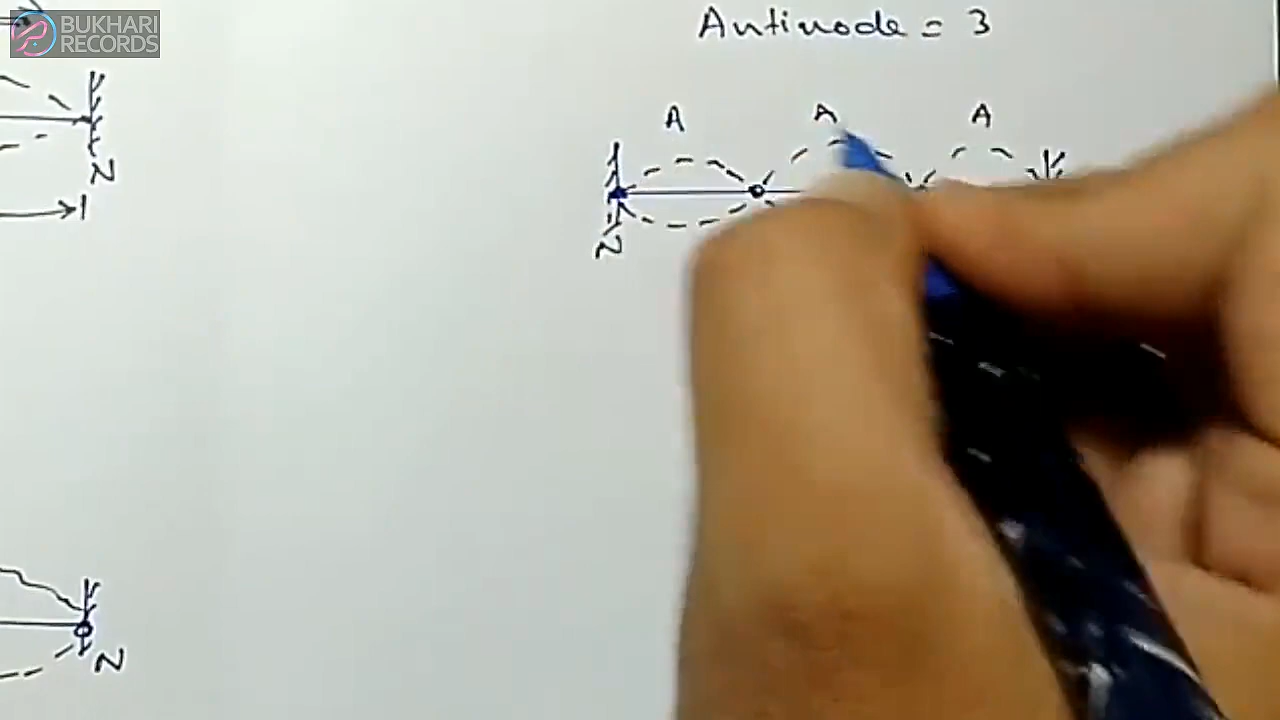 BUKHARI
RECORDS
Antinode = 3
A A A
N
N
N